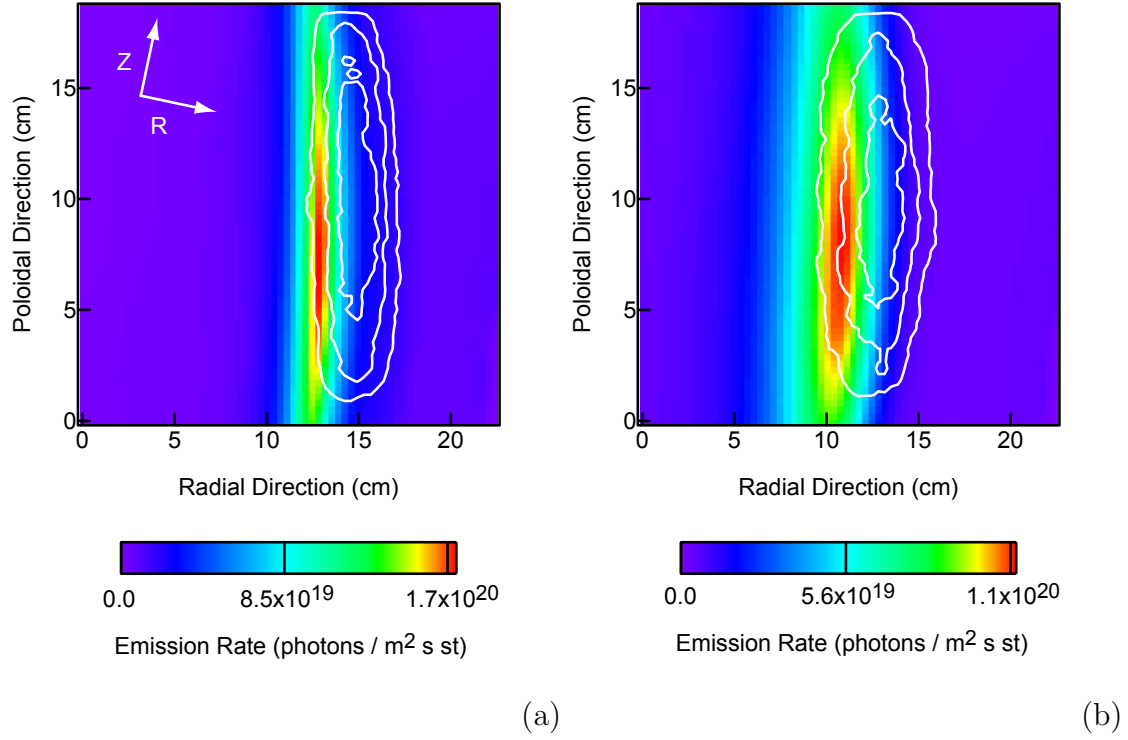 Z
R
Poloidal Direction (cm)
15
10
5
0
0 5 10 15 20
Radial Direction (cm)
0.0 8.5x10^19 1.7x10^20
Emission Rate (photons / m^2 s st)
(a)
Poloidal Direction (cm)
15
10
5
0
0 5 10 15 20
Radial Direction (cm)
0.0 5.6x10^19 1.1x10^20
Emission Rate (photons / m^2 s st)
(b)